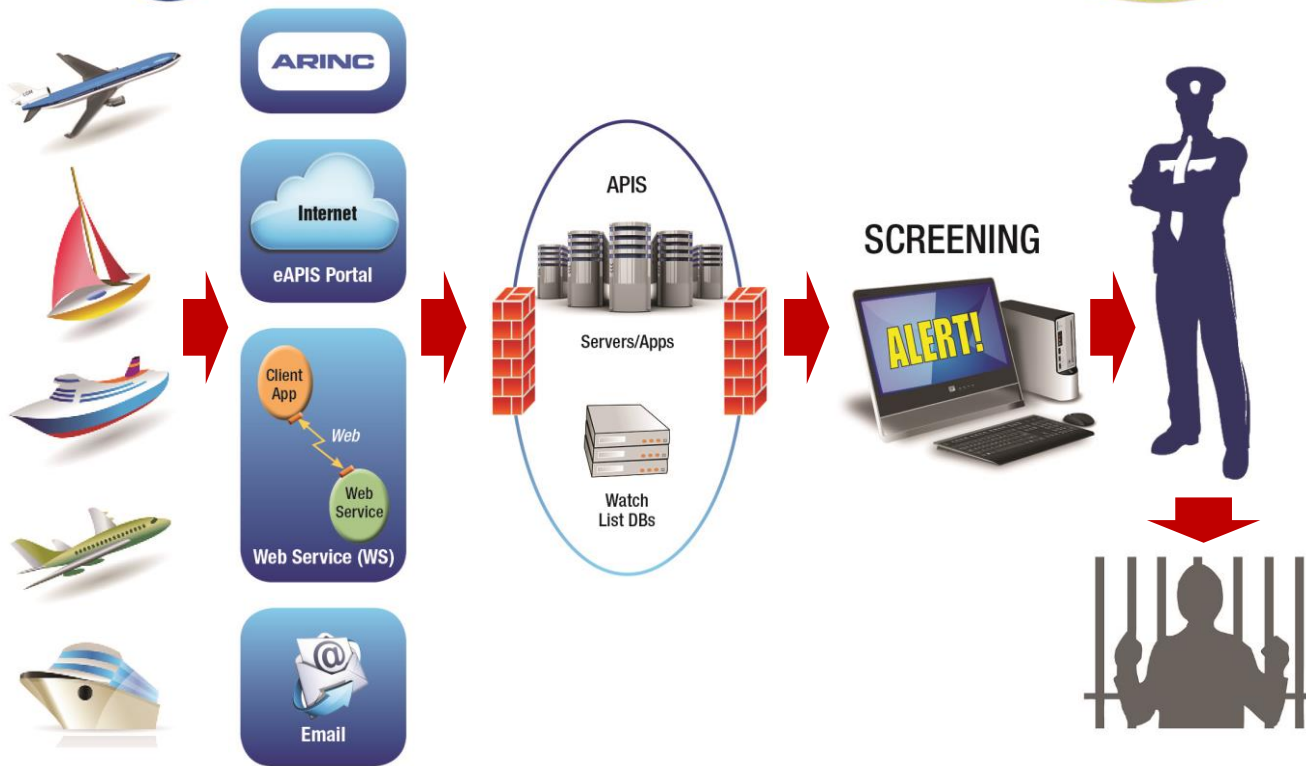 ARINC
Internet
eAPIS Portal
Client
App
Web
Web
Service
Web Service (WS)
@
Email
APIS
Servers/Apps
Watch
List DBs
SCREENING
ALERT!